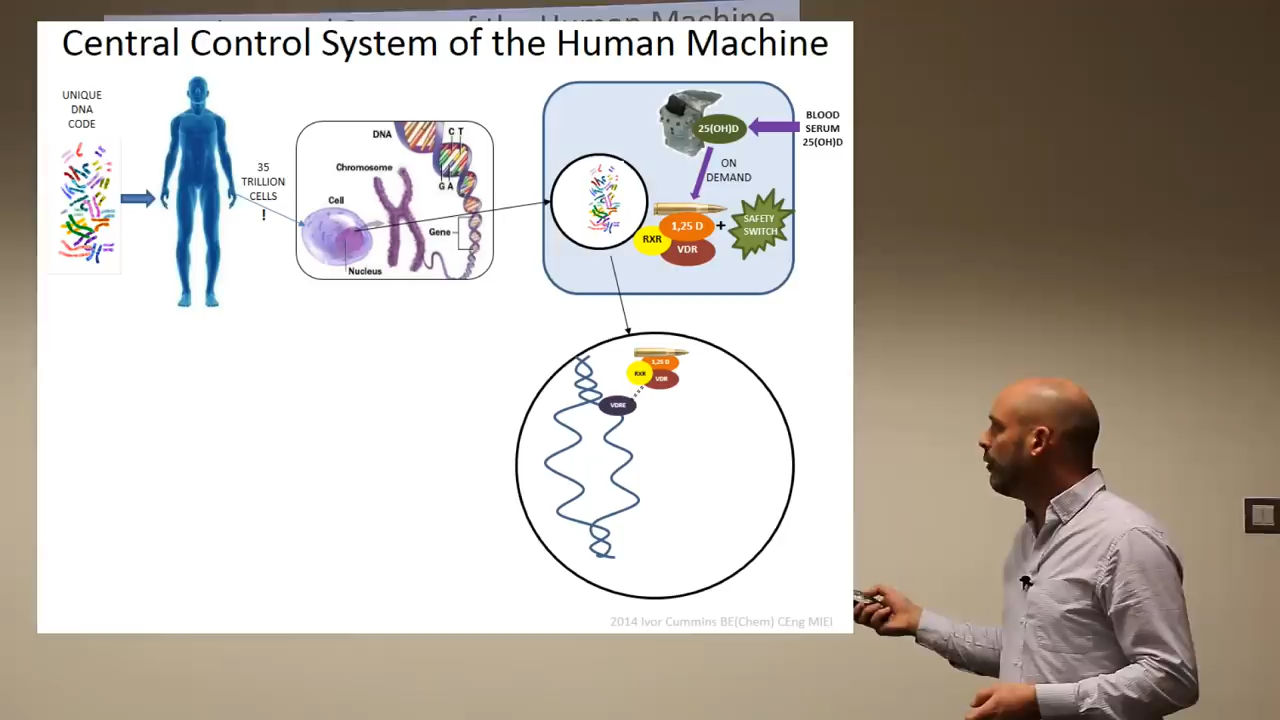 Central Control System of the Human Machine
UNIQUE
DNA
CODE
35
TRILLION
CELLS
!
DNA
C T
Chromosome
G A
Cell
Gene
Nucleus
25(OH)D
BLOOD
SERUM
25(OH)D
ON
DEMAND
1,25 D
+
SAFETY
SWITCH
RXR
VDR
1,25 D
RXR
VDR
VDRE
2014 Ivor Cummins BE(Chem) CEng MIEI